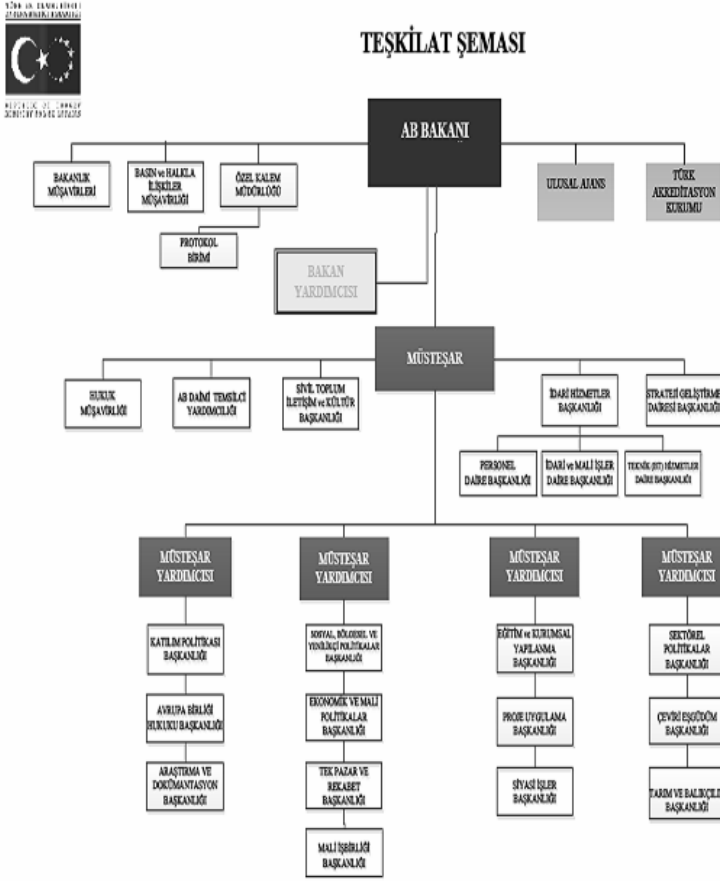 TEŞKİLAT ŞEMASI
AB BAKANI
BAKANLIK
MÜŞAVİRLERİ
BASIN ve HALKLA
İLİŞKİLER
MÜŞAVİRLİĞİ
ÖZEL KALEM
MÜDÜRLÜĞÜ
ULUSAL AJANS
TÜRK
AKREDİTASYON
KURUMU
PROTOKOL
BİRİMİ
BAKAN
YARDIMCISI
MÜSTEŞAR
HUKUK
MÜŞAVİRLİĞİ
AB DAİMİ TEMSİLCİ
YARDIMCILIĞI
SİVİL TOPLUM
İLETİŞİM ve KÜLTÜR
BAŞKANLIĞI
İDARİ HİZMETLER
BAŞKANLIĞI
STRATEJİ GELİŞTİRME
DAİRESİ BAŞKANLIĞI
PERSONEL
DAİRE BAŞKANLIĞI
İDARİ ve MALİ İŞLER
DAİRE BAŞKANLIĞI
TEKNİK (BİT) HİZMETLER
DAİRE BAŞKANLIĞI
MÜSTEŞAR
YARDIMCISI
MÜSTEŞAR
YARDIMCISI
MÜSTEŞAR
YARDIMCISI
MÜSTEŞAR
YARDIMCISI
KATILIM POLİTİKASI
BAŞKANLIĞI
SOSYAL, BÖLGESEL VE
YENİLİKÇİ POLİTİKALAR
BAŞKANLIĞI
EĞİTİM ve KURUMSAL
YAPILANMA
BAŞKANLIĞI
SEKTÖREL
POLİTİKALAR
BAŞKANLIĞI
AVRUPA BİRLİĞİ
HUKUKU BAŞKANLIĞI
EKONOMİK VE MALİ
POLİTİKALAR
BAŞKANLIĞI
PROJE UYGULAMA
BAŞKANLIĞI
ÇEVİRİ EŞGÜDÜM
BAŞKANLIĞI
ARAŞTIRMA VE
DOKÜMANTASYON
BAŞKANLIĞI
TEK PAZAR VE
REKABET
BAŞKANLIĞI
SİYASİ İŞLER
BAŞKANLIĞI
TARIM VE BALIKÇILI
BAŞKANLIĞI
MALİ İŞBİRLİĞİ
BAŞKANLIĞI